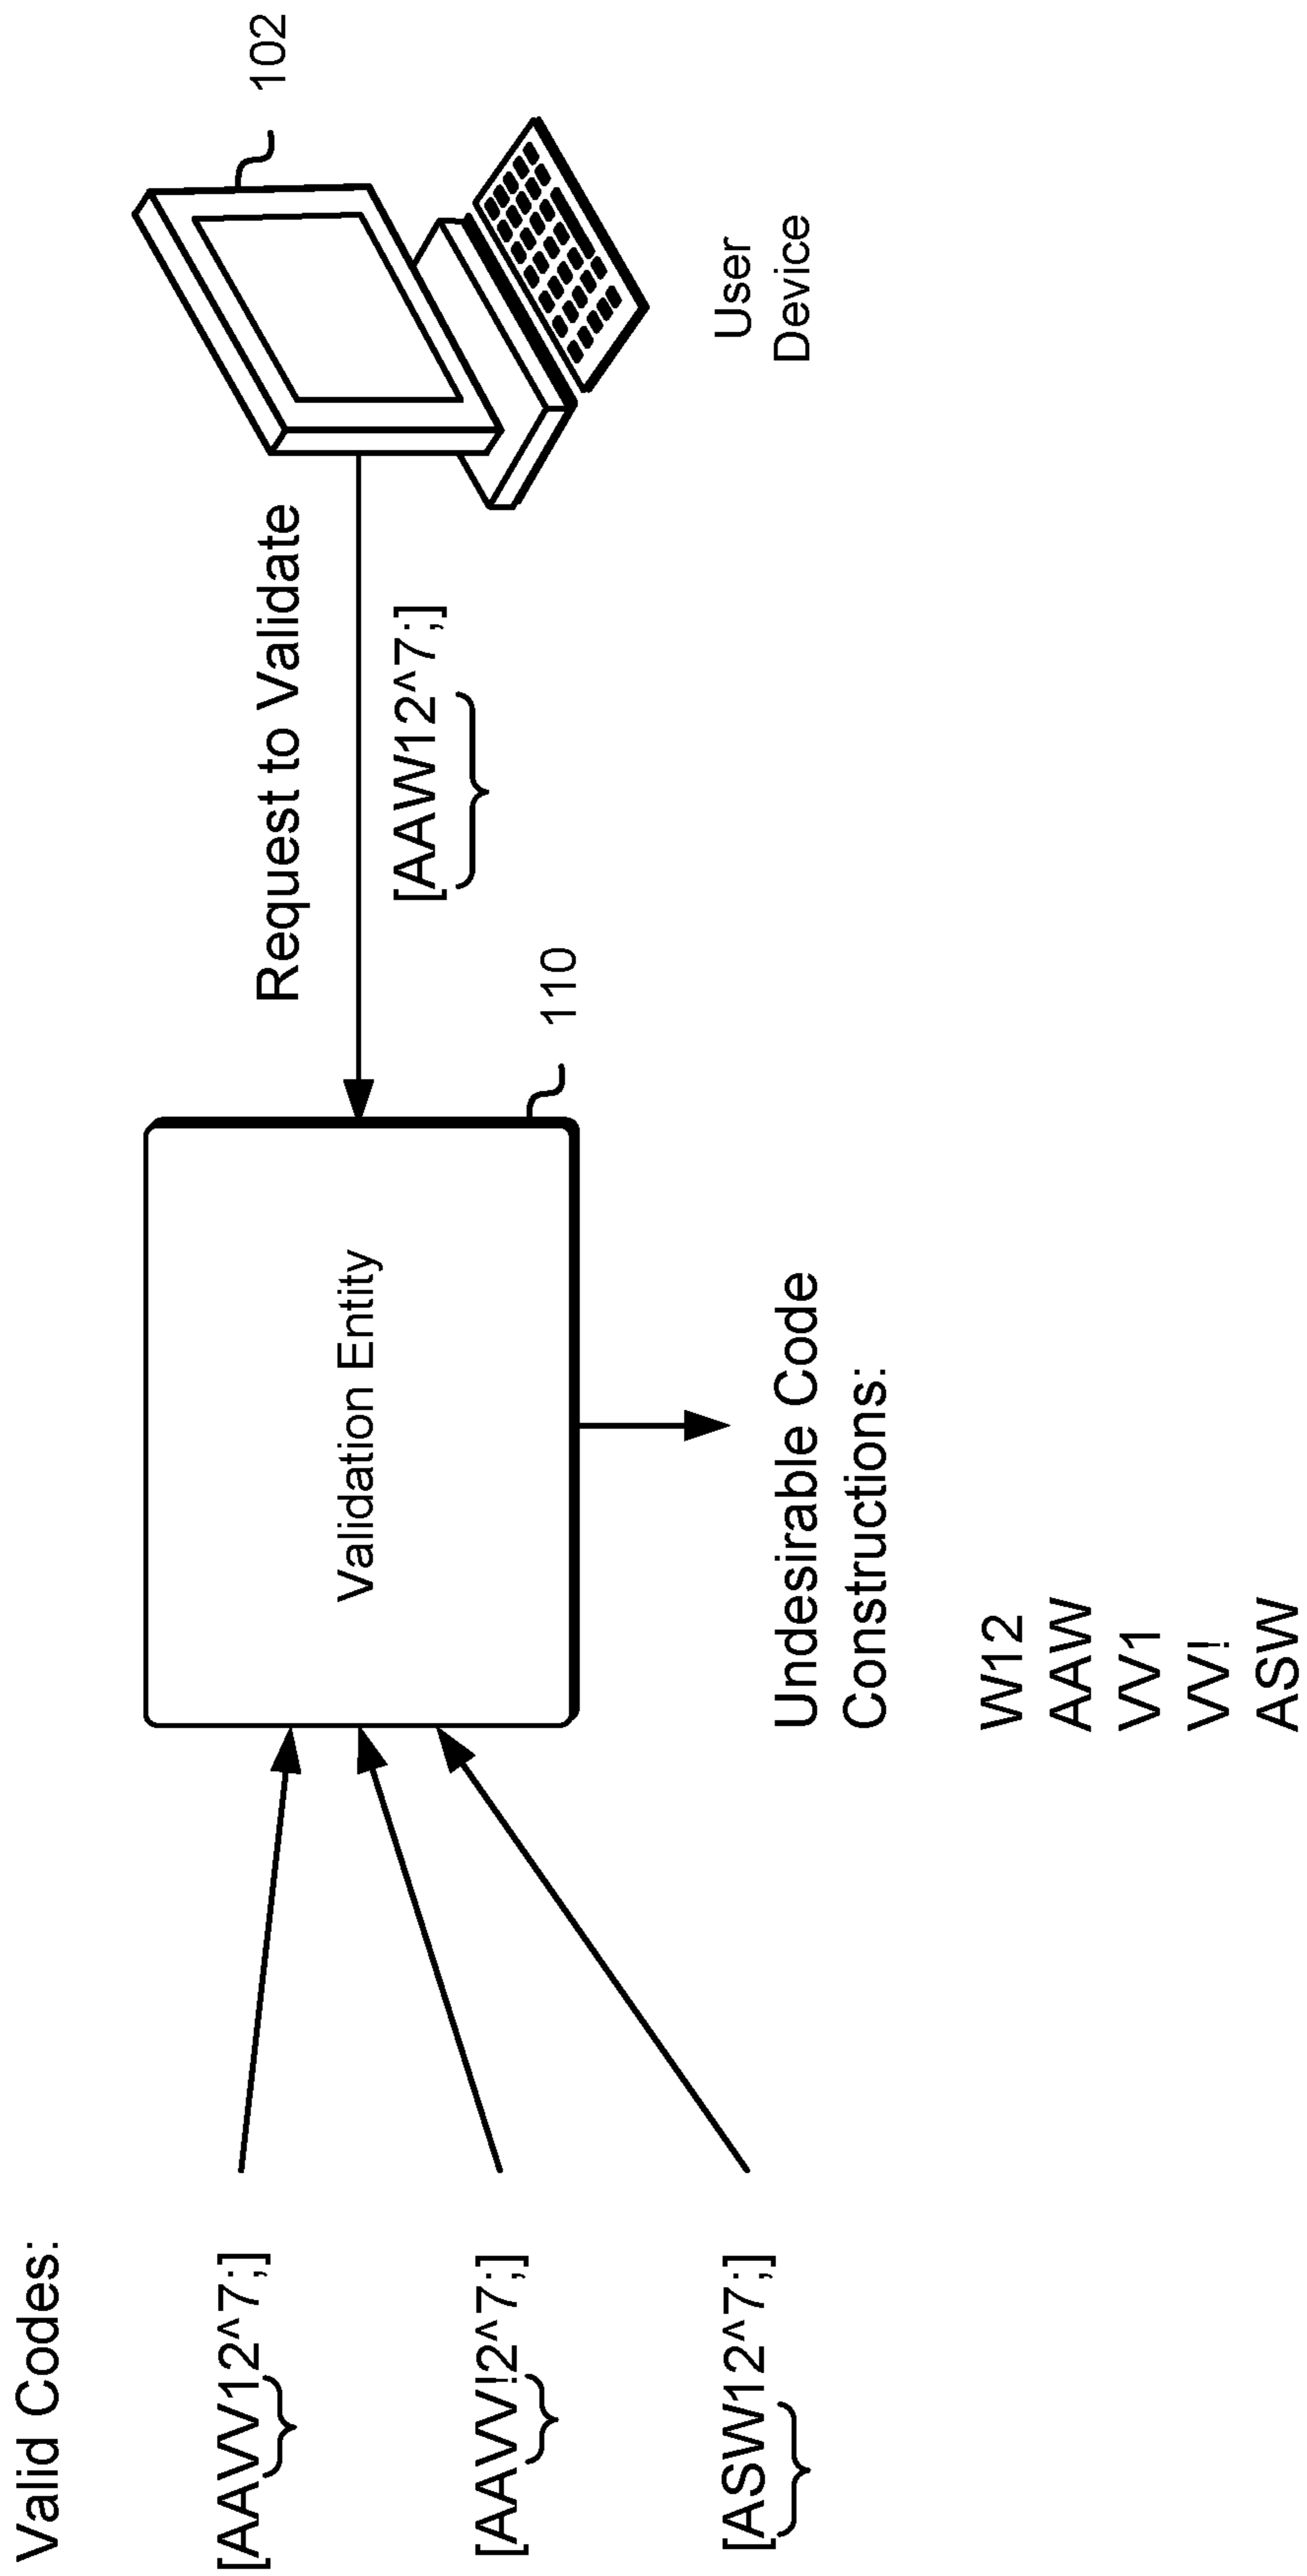 Valid Codes:
[AAVV12^7;]
[AAVV!2^7;]
[ASW12^7;]
Validation Entity
110
Undesirable Code
Constructions:
W12
AAW
VV1
VV!
ASW
Request to Validate
[AAW12^7;]
102
User
Device